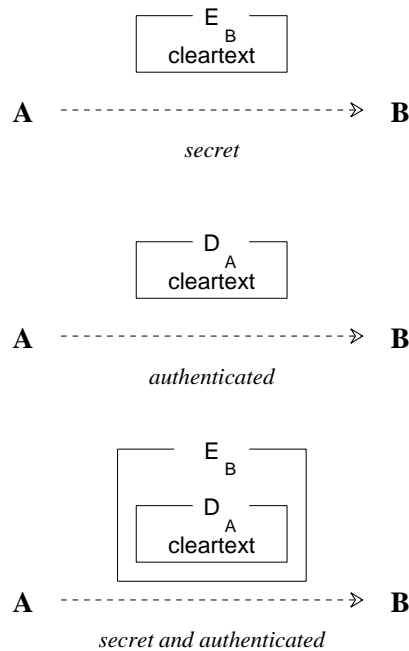 E B
cleartext
A B
secret
D A
cleartext
A B
authenticated
E B
D A
cleartext
A B
secret and authenticated